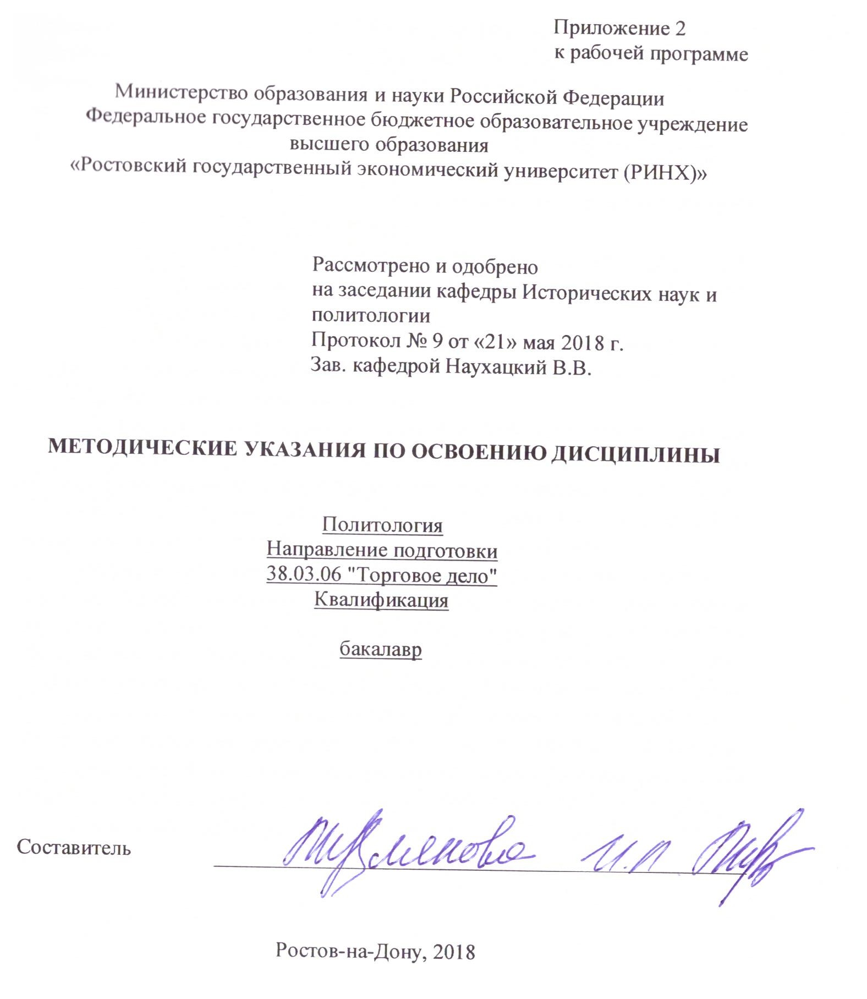 Приложение 2
к рабочей программе
Министерство образования и науки Российской Федерации
Федеральное государственное бюджетное образовательное учреждение
высшего образования
«Ростовский государственный экономический университет (РИНХ)»
Рассмотрено и одобрено
на заседании кафедры Исторических наук и
политологии
Протокол № 9 от «21» мая 2018 г.
Зав. кафедрой Наухацкий В.В.
МЕТОДИЧЕСКИЕ УКАЗАНИЯ ПО ОСВОЕНИЮ ДИСЦИПЛИНЫ
Политология
Направление подготовки
38.03.06 "Торговое дело"
Квалификация
бакалавр
Составитель
Ростов-на-Дону, 2018